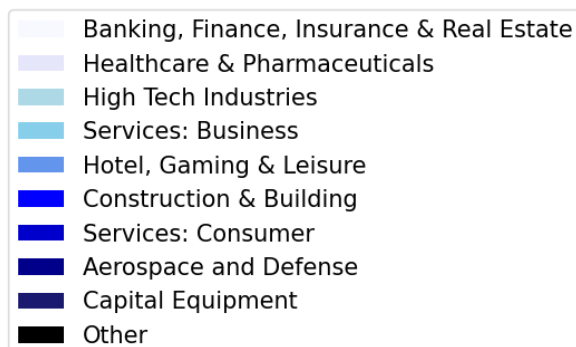 Banking, Finance, Insurance & Real Estate
Healthcare & Pharmaceuticals
High Tech Industries
Services: Business
Hotel, Gaming & Leisure
Construction & Building
Services: Consumer
Aerospace and Defense
Capital Equipment
Other